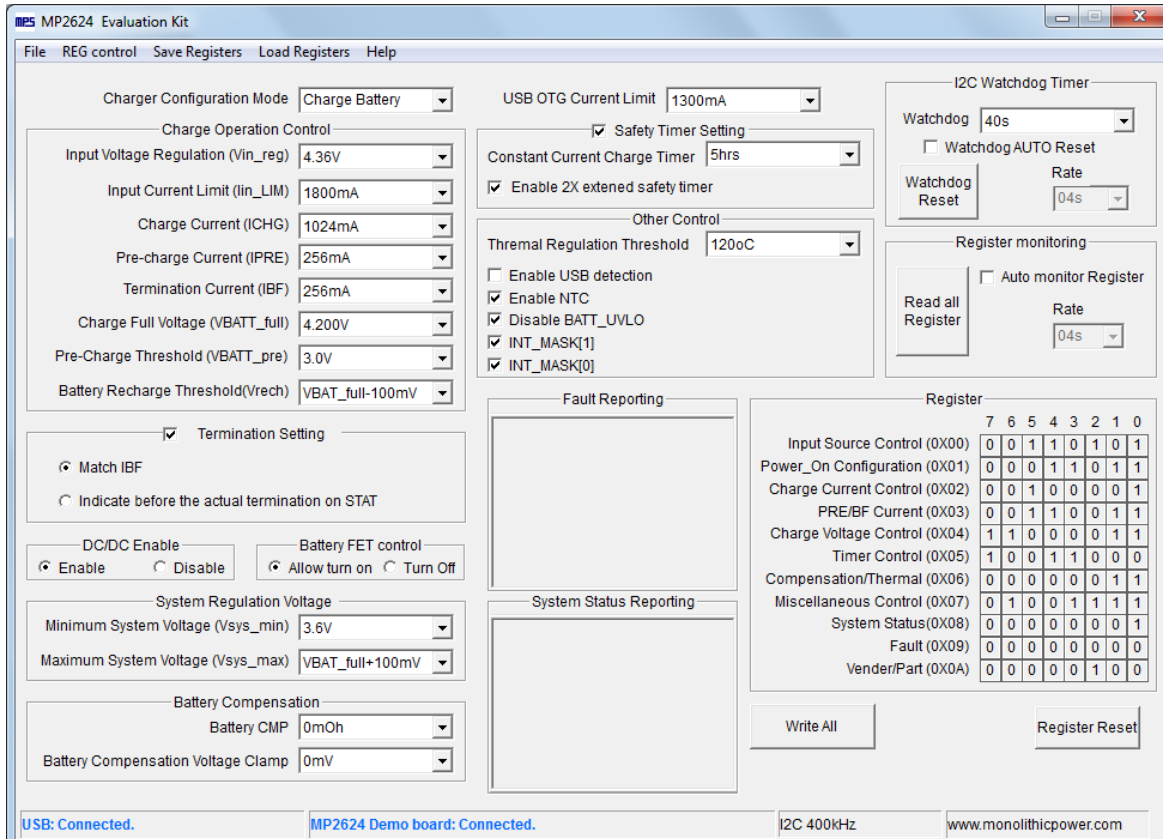 mps MP2624 Evaluation Kit
File REG control Save Registers Load Registers Help
Charger Configuration Mode Charge Battery
Charge Operation Control
Input Voltage Regulation (Vin_reg) 4.36V
Input Current Limit (Iin_LIM) 1800mA
Charge Current (ICHG) 1024mA
Pre-charge Current (IPRE) 256mA
Termination Current (IBF) 256mA
Charge Full Voltage (VBATT_full) 4.200V
Pre-Charge Threshold (VBATT_pre) 3.0V
Battery Recharge Threshold(Vrech) VBAT_full-100mV
Termination Setting
Match IBF
Indicate before the actual termination on STAT
DC/DC Enable
Enable Disable
Battery FET control
Allow turn on Turn Off
System Regulation Voltage
Minimum System Voltage (Vsys_min) 3.6V
Maximum System Voltage (Vsys_max) VBAT_full+100mV
Battery Compensation
Battery CMP 0mOh
Battery Compensation Voltage Clamp 0mV
USB OTG Current Limit 1300mA
Safety Timer Setting
Constant Current Charge Timer 5hrs
Enable 2X extened safety timer
Other Control
Thremal Regulation Threshold 120oC
Enable USB detection
Enable NTC
Disable BATT_UVLO
INT_MASK[1]
INT_MASK[0]
Fault Reporting
System Status Reporting
I2C Watchdog Timer
Watchdog 40s
Watchdog AUTO Reset
Watchdog
Reset
Rate
04s
Register monitoring
Auto monitor Register
Read all
Register
Rate
04s
Register
7 6 5 4 3 2 1 0
Input Source Control (0X00) 0 0 1 1 0 1 0 1
Power_On Configuration (0X01) 0 0 0 1 1 0 1 1
Charge Current Control (0X02) 0 0 1 0 0 0 0 1
PRE/BF Current (0X03) 0 0 1 1 0 0 1 1
Charge Voltage Control (0X04) 1 1 0 0 0 0 1 1
Timer Control (0X05) 1 0 0 1 1 0 0 0
Compensation/Thermal (0X06) 0 0 0 0 0 0 1 1
Miscellaneous Control (0X07) 0 1 0 0 1 1 1 1
System Status(0X08) 0 0 0 0 0 0 0 1
Fault (0X09) 0 0 0 0 0 0 0 0
Vender/Part (0X0A) 0 0 0 0 0 1 0 0
Write All
Register Reset
USB: Connected. MP2624 Demo board: Connected. I2C 400kHz www.monolithicpower.com